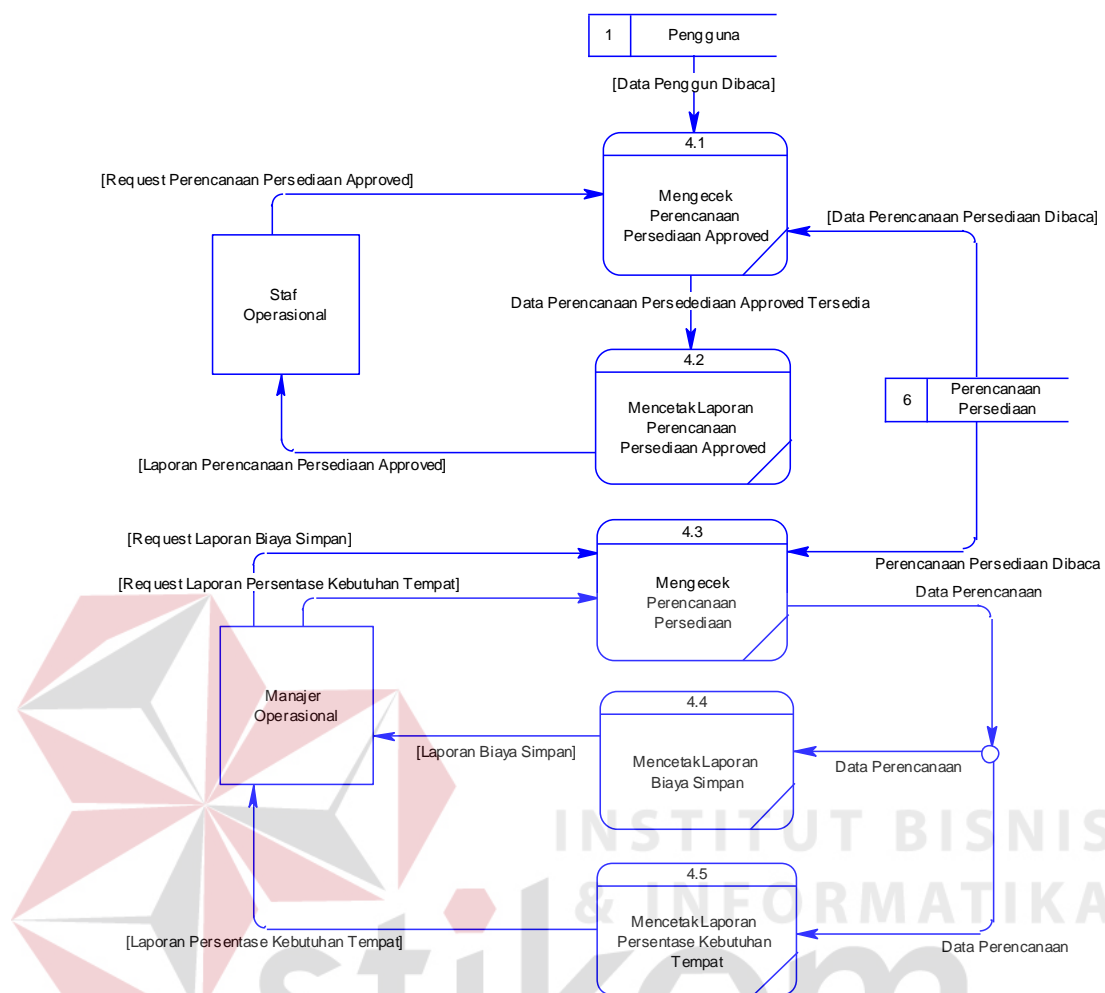 1
Pengguna
[Data Penggun Dibaca]
4.1
Mengecek
Perencanaan
Persediaan Approved
[Request Perencanaan Persediaan Approved]
[Data Perencanaan Persediaan Dibaca]
Staf
Operasional
Data Perencanaan Persedediaan Approved Tersedia
4.2
Mencetak Laporan
Perencanaan
Persediaan Approved
6
Perencanaan
Persediaan
[Laporan Perencanaan Persediaan Approved]
[Request Laporan Biaya Simpan]
4.3
Mengecek
Perencanaan
Persediaan
Perencanaan Persediaan Dibaca
[Request Laporan Persentase Kebutuhan Tempat]
Data Perencanaan
Manajer
Operasional
4.4
Mencetak Laporan
Biaya Simpan
[Laporan Biaya Simpan]
Data Perencanaan
INSTITUT BISNIS
& INFORMATIKA
4.5
Mencetak Laporan
Persentase Kebutuhan
Tempat
[Laporan Persentase Kebutuhan Tempat]
Data Perencanaan
stikom